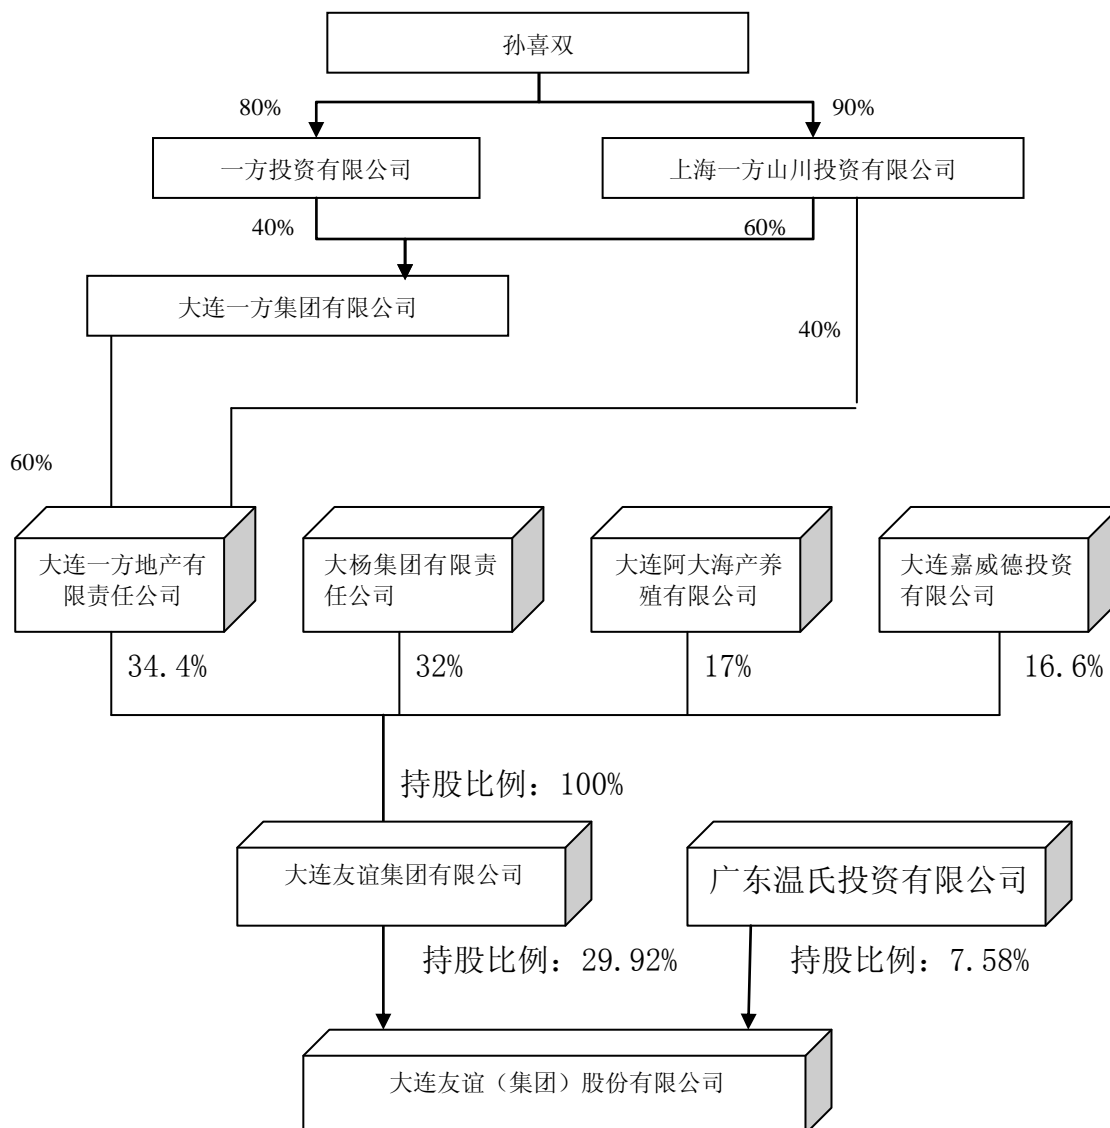 孙喜双
80%
90%
一方投资有限公司
上海一方山川投资有限公司
40%
60%
大连一方集团有限公司
40%
60%
大连一方地产有
限责任公司
大杨集团有限责
任公司
大连阿大海产养
殖有限公司
大连嘉威德投资
有限公司
34.4%
32%
17%
16.6%
持股比例：100%
大连友谊集团有限公司
广东温氏投资有限公司
持股比例：29.92%
持股比例：7.58%
大连友谊（集团）股份有限公司